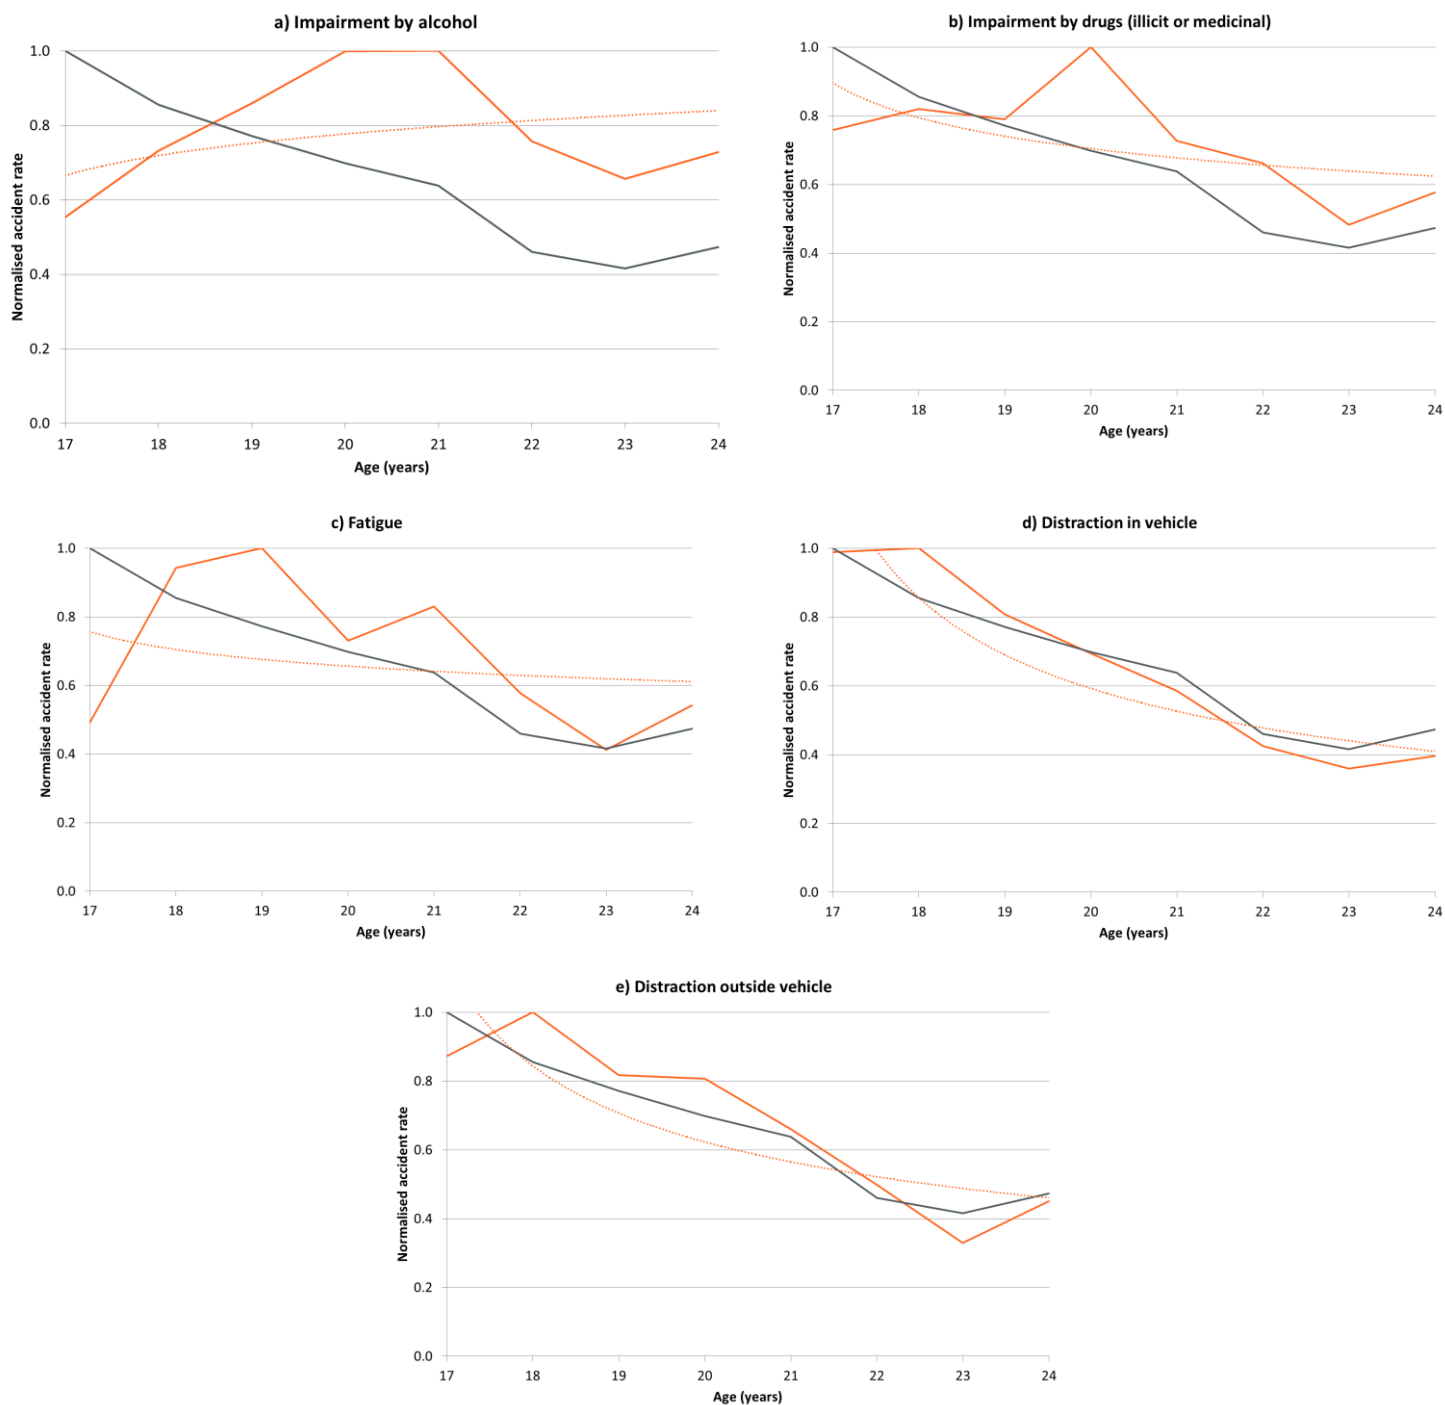 a) Impairment by alcohol
1.0
0.8
0.6
0.4
0.2
0.0
Normalised accident rate
17 18 19 20 21 22 23 24
Age (years)
b) Impairment by drugs (illicit or medicinal)
1.0
0.8
0.6
0.4
0.2
0.0
Normalised accident rate
17 18 19 20 21 22 23 24
Age (years)
c) Fatigue
1.0
0.8
0.6
0.4
0.2
0.0
Normalised accident rate
17 18 19 20 21 22 23 24
Age (years)
d) Distraction in vehicle
1.0
0.8
0.6
0.4
0.2
0.0
Normalised accident rate
17 18 19 20 21 22 23 24
Age (years)
e) Distraction outside vehicle
1.0
0.8
0.6
0.4
0.2
0.0
Normalised accident rate
17 18 19 20 21 22 23 24
Age (years)